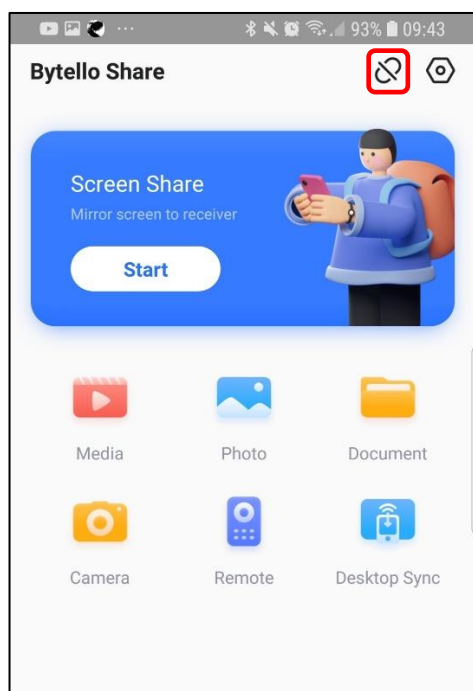 93% 09:43
Bytello Share
Screen Share
Mirror screen to receiver
Start
Media Photo Document
Camera Remote Desktop Sync